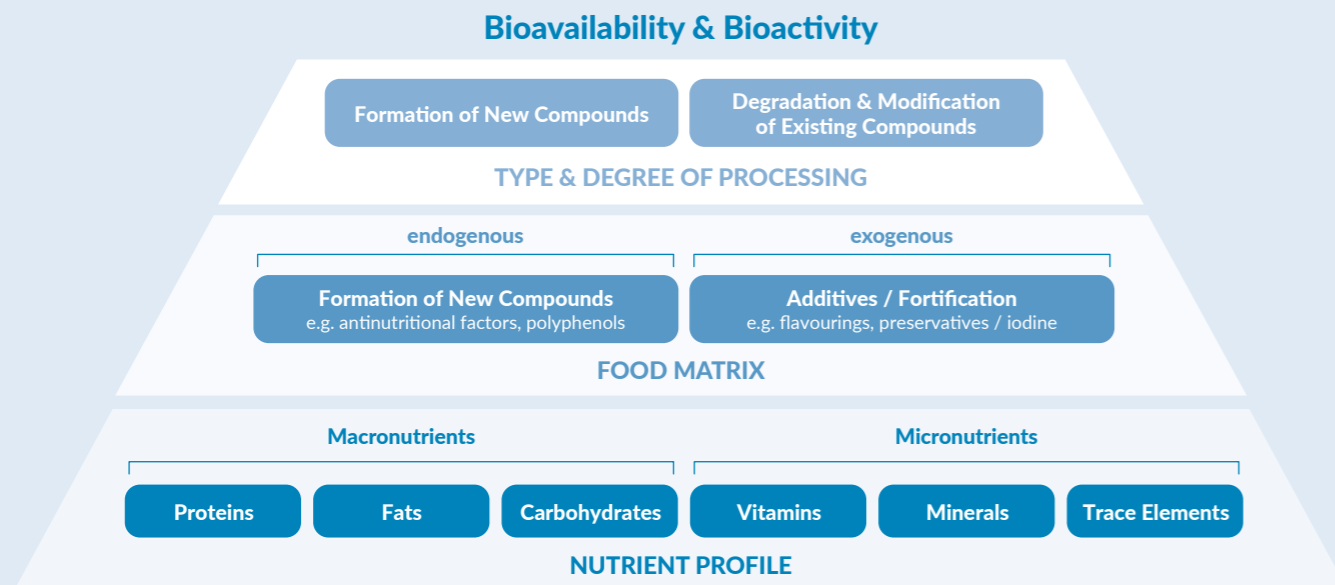 Bioavailability & Bioactivity
Formation of New Compounds
Degradation & Modification
of Existing Compounds
TYPE & DEGREE OF PROCESSING
endogenous
exogenous
Formation of New Compounds
e.g. antinutritional factors, polyphenols
Additives / Fortification
e.g. flavourings, preservatives / iodine
FOOD MATRIX
Macronutrients
Micronutrients
Proteins
Fats
Carbohydrates
Vitamins
Minerals
Trace Elements
NUTRIENT PROFILE